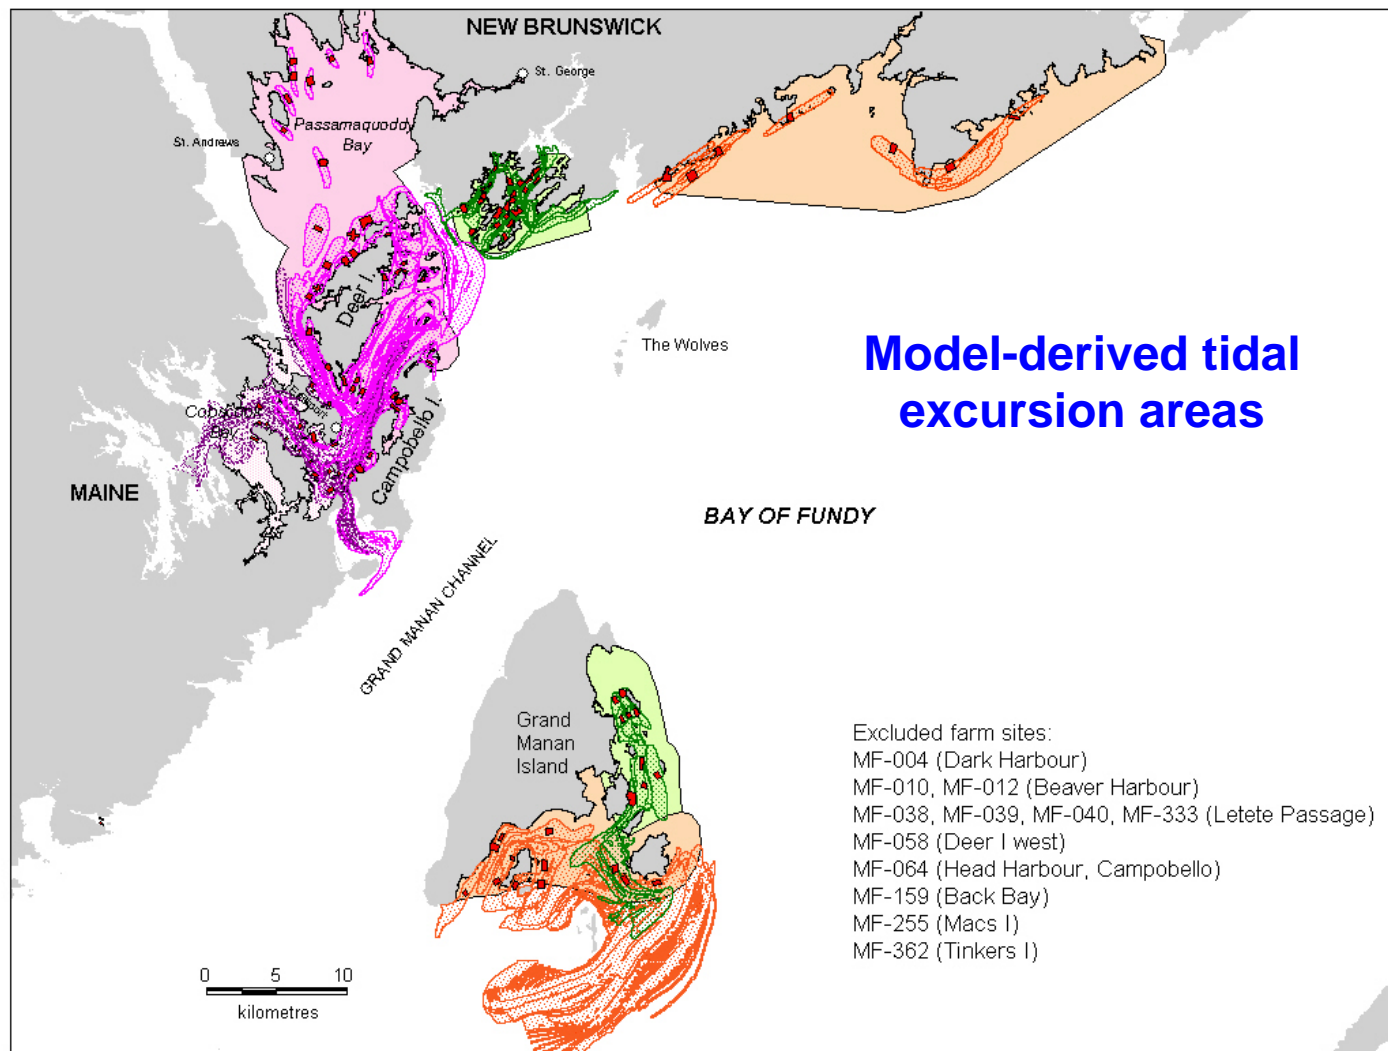 NEW BRUNSWICK
St. George
Passamaquoddy
Bay
St. Andrews
Deer I.
The Wolves
Model-derived tidal
excursion areas
Eastport
Cobscook
Bay
Campobello I.
MAINE
BAY OF FUNDY
GRAND MANAN CHANNEL
Grand
Manan
Island
Excluded farm sites:
MF-004 (Dark Harbour)
MF-010, MF-012 (Beaver Harbour)
MF-038, MF-039, MF-040, MF-333 (Letete Passage)
MF-058 (Deer I west)
MF-064 (Head Harbour, Campobello)
MF-159 (Back Bay)
MF-255 (Macs I)
MF-362 (Tinkers I)
0 5 10
kilometres